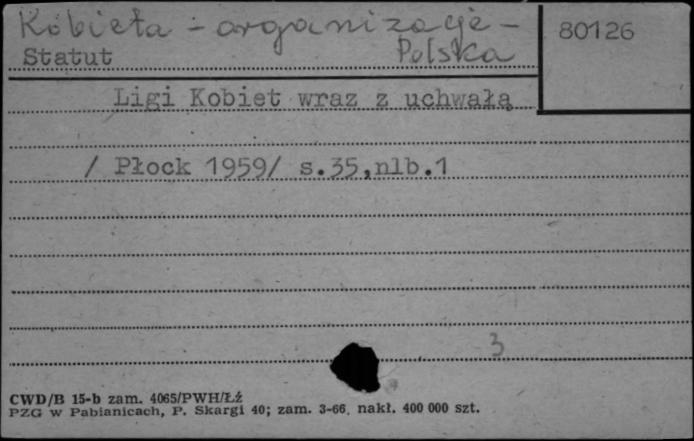 Kobieta - organizacje -
Polska
80126
Statut
Ligi Kobiet wraz z uchwałą
/ Płock 1959/ s.35,nlb.1
3
CWD/B 15-b zam. 4065/PWH/Łź
PZG w Pabianicach, P. Skargi 40; zam. 3-66. nakł. 400 000 szt.